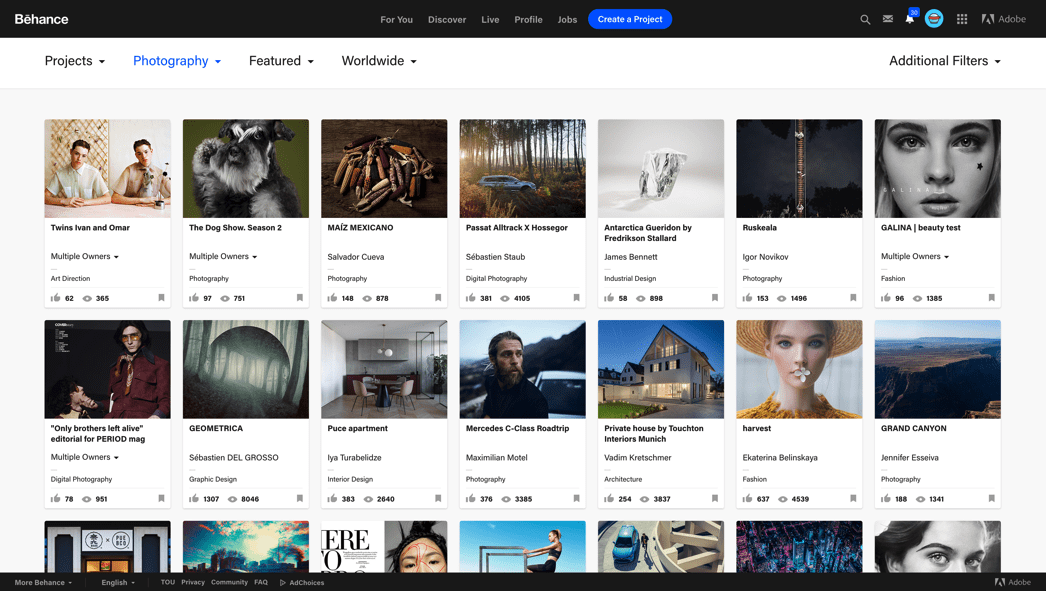 Bēhance
For You Discover Live Profile Jobs Create a Project
30
Adobe
Projects Photography Featured Worldwide Additional Filters
Twins Ivan and Omar
Multiple Owners
Art Direction
62 365
The Dog Show. Season 2
Multiple Owners
Photography
97 751
MAÍZ MEXICANO
Salvador Cueva
Photography
148 878
Passat Alltrack X Hossegor
Sébastien Staub
Digital Photography
381 4105
Antarctica Gueridon by
Fredrikson Stallard
James Bennett
Industrial Design
58 898
Ruskeala
Igor Novikov
Photography
153 1496
GALINA | beauty test
Multiple Owners
Fashion
96 1385
"Only brothers left alive"
editorial for PERIOD mag
Multiple Owners
Digital Photography
78 951
GEOMETRICA
Sébastien DEL GROSSO
Graphic Design
1307 8046
Puce apartment
Iya Turabelidze
Interior Design
383 2640
Mercedes C-Class Roadtrip
Maximilian Motel
Photography
376 3385
Private house by Touchton
Interiors Munich
Vadim Kretschmer
Architecture
254 3837
harvest
Ekaterina Belinskaya
Fashion
637 4539
GRAND CANYON
Jennifer Esseiva
Photography
188 1341
More Behance English TOU Privacy Community FAQ AdChoices
Adobe